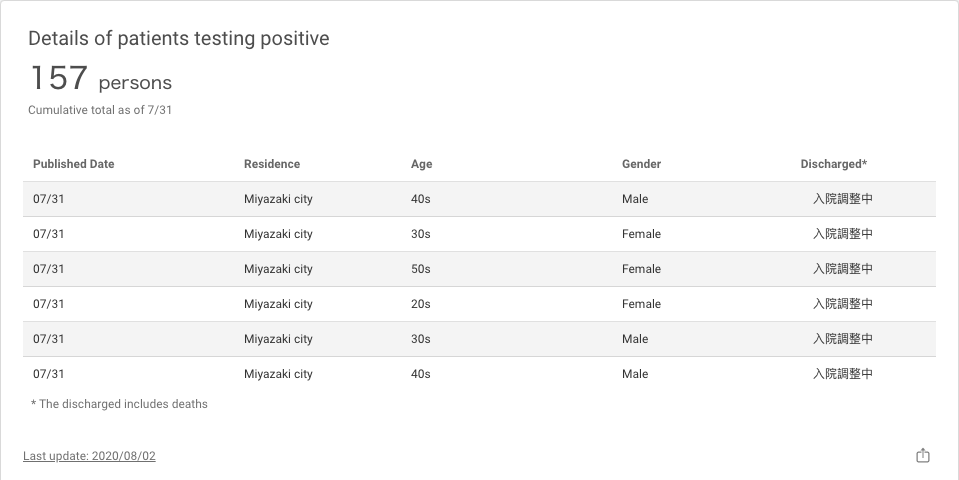 Details of patients testing positive
157 persons
Cumulative total as of 7/31
Published Date Residence Age Gender Discharged*
07/31 Miyazaki city 40s Male 入院調整中
07/31 Miyazaki city 30s Female 入院調整中
07/31 Miyazaki city 50s Female 入院調整中
07/31 Miyazaki city 20s Female 入院調整中
07/31 Miyazaki city 30s Male 入院調整中
07/31 Miyazaki city 40s Male 入院調整中
* The discharged includes deaths
Last update: 2020/08/02